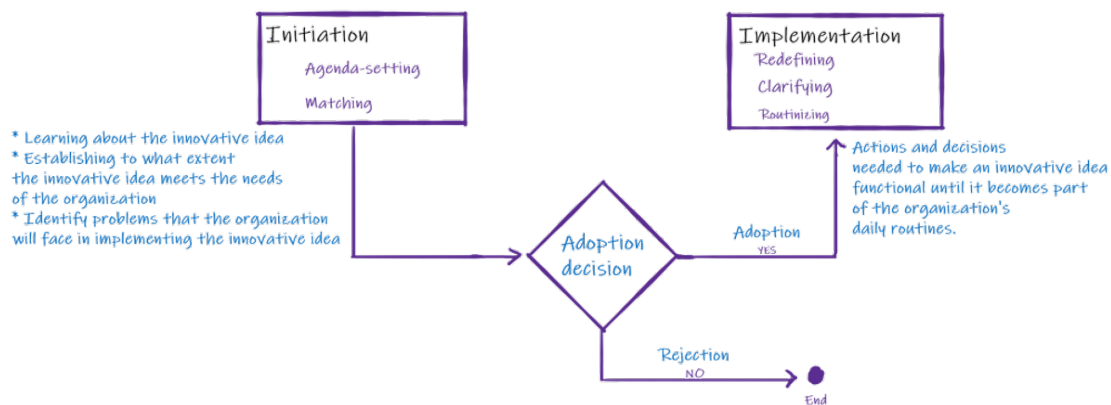 Initiation
Agenda-setting
Matching
* Learning about the innovative idea
* Establishing to what extent
the innovative idea meets the needs
of the organization
* Identify problems that the organization
will face in implementing the innovative idea
Adoption
decision
Adoption
YES
Rejection
NO
End
Implementation
Redefining
Clarifying
Routinizing
Actions and decisions
needed to make an innovative idea
functional until it becomes part
of the organization's
daily routines.